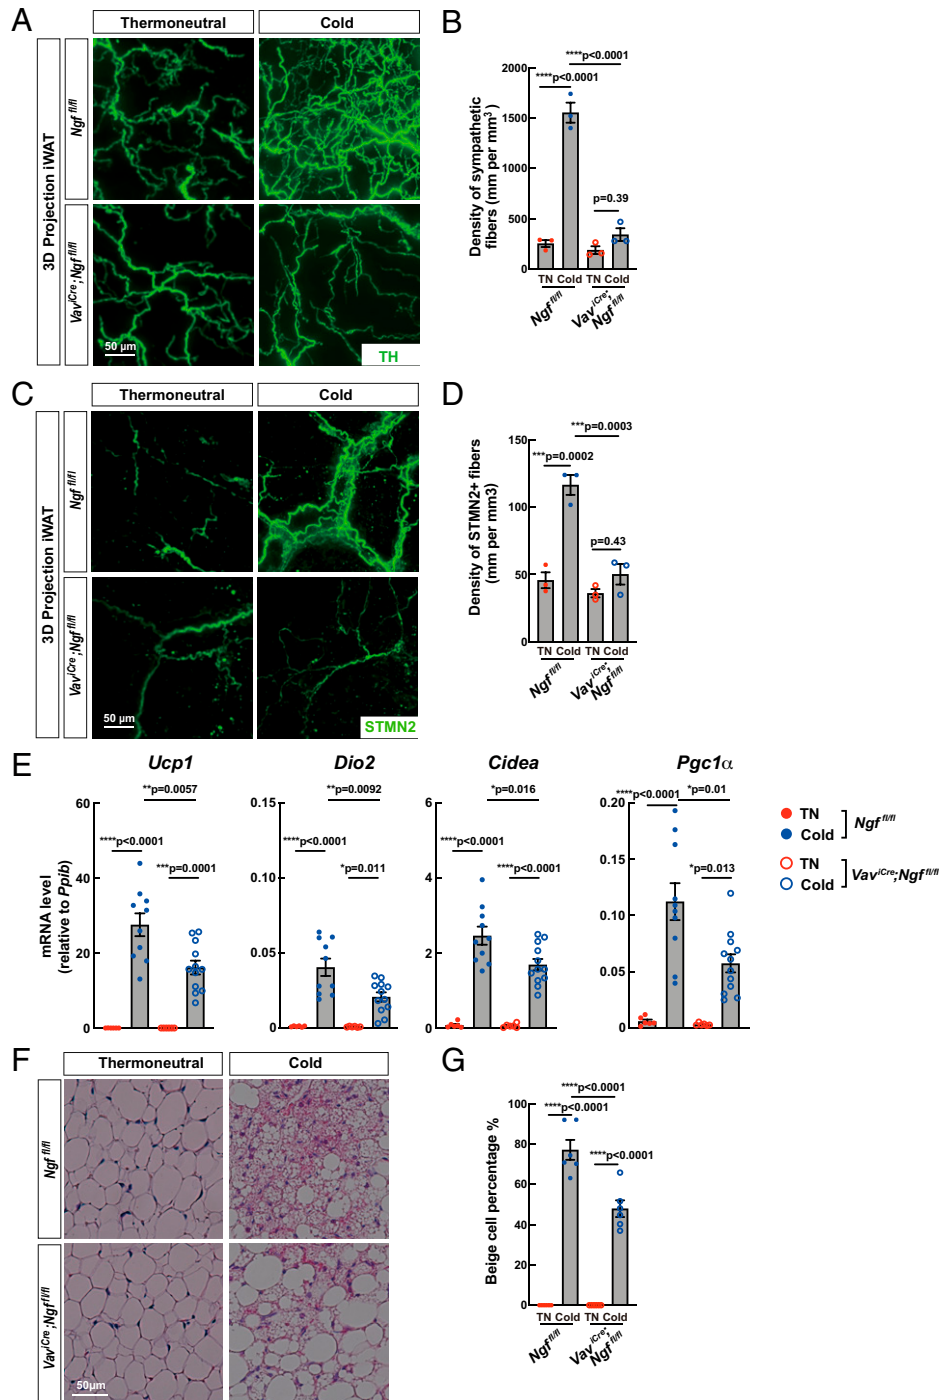 A
Thermoneutral
Cold
3D Projection iWAT
Ngf fl/fl
Vav iCre;Ngf fl/fl
50 µm
TH
B
****p<0.0001
****p<0.0001
p=0.39
Density of sympathetic
fibers (mm per mm3)
2000
1500
1000
500
0
TN Cold TN Cold
Ngf fl/fl
Vav iCre;
Ngf fl/fl
C
Thermoneutral
Cold
3D Projection iWAT
Ngf fl/fl
Vav iCre;Ngf fl/fl
50 µm
STMN2
D
***p=0.0003
***p=0.0002
p=0.43
Density of STMN2+ fibers
(mm per mm3)
150
100
50
0
TN Cold TN Cold
Ngf fl/fl
Vav iCre;
Ngf fl/fl
E
mRNA level
(relative to Ppib)
Ucp1
**p=0.0057
****p<0.0001
***p=0.0001
60
40
20
0
Dio2
**p=0.0092
****p<0.0001
*p=0.011
0.15
0.10
0.05
0
Cidea
*p=0.016
****p<0.0001
****p<0.0001
6
4
2
0
Pgc1α
****p<0.0001
*p=0.01
*p=0.013
0.20
0.15
0.10
0.05
0
TN
Cold
Ngf fl/fl
TN
Cold
Vav iCre;Ngf fl/fl
F
Thermoneutral
Cold
Ngf fl/fl
Vav iCre;Ngf fl/fl
50µm
G
****p<0.0001
****p<0.0001
****p<0.0001
Beige cell percentage %
100
80
60
40
20
0
TN Cold TN Cold
Ngf fl/fl
Vav iCre;
Ngf fl/fl